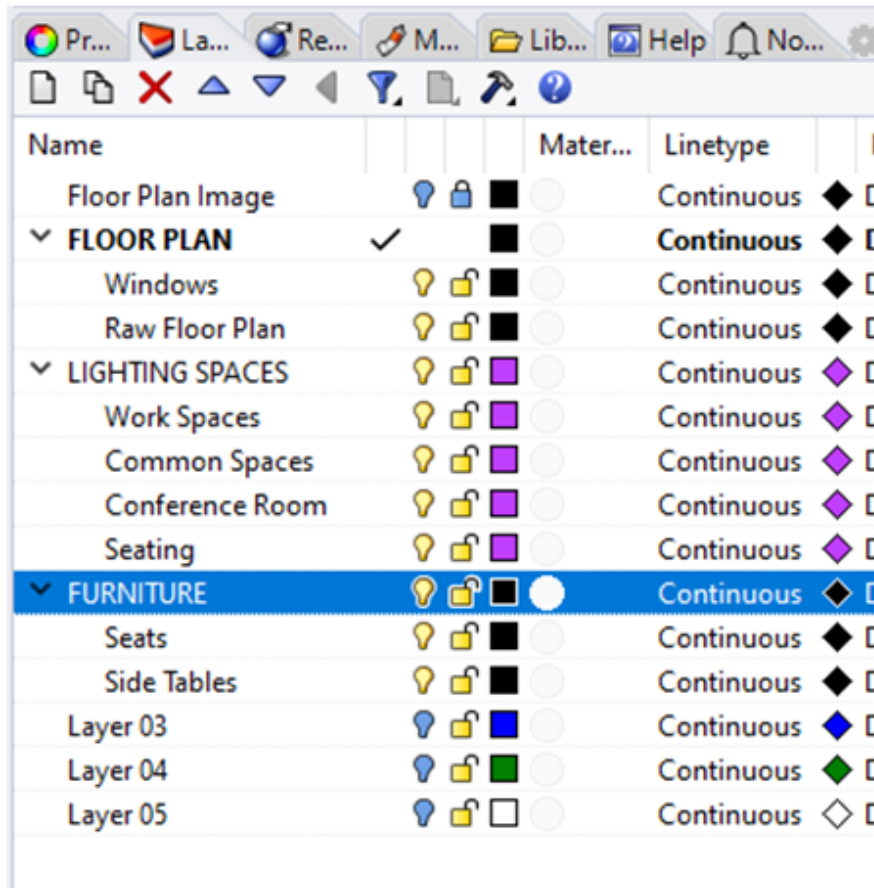 Pr... La... Re... M... Lib... Help No...
Name Mater... Linetype
Floor Plan Image Continuous
FLOOR PLAN Continuous
Windows Continuous
Raw Floor Plan Continuous
LIGHTING SPACES Continuous
Work Spaces Continuous
Common Spaces Continuous
Conference Room Continuous
Seating Continuous
FURNITURE Continuous
Seats Continuous
Side Tables Continuous
Layer 03 Continuous
Layer 04 Continuous
Layer 05 Continuous